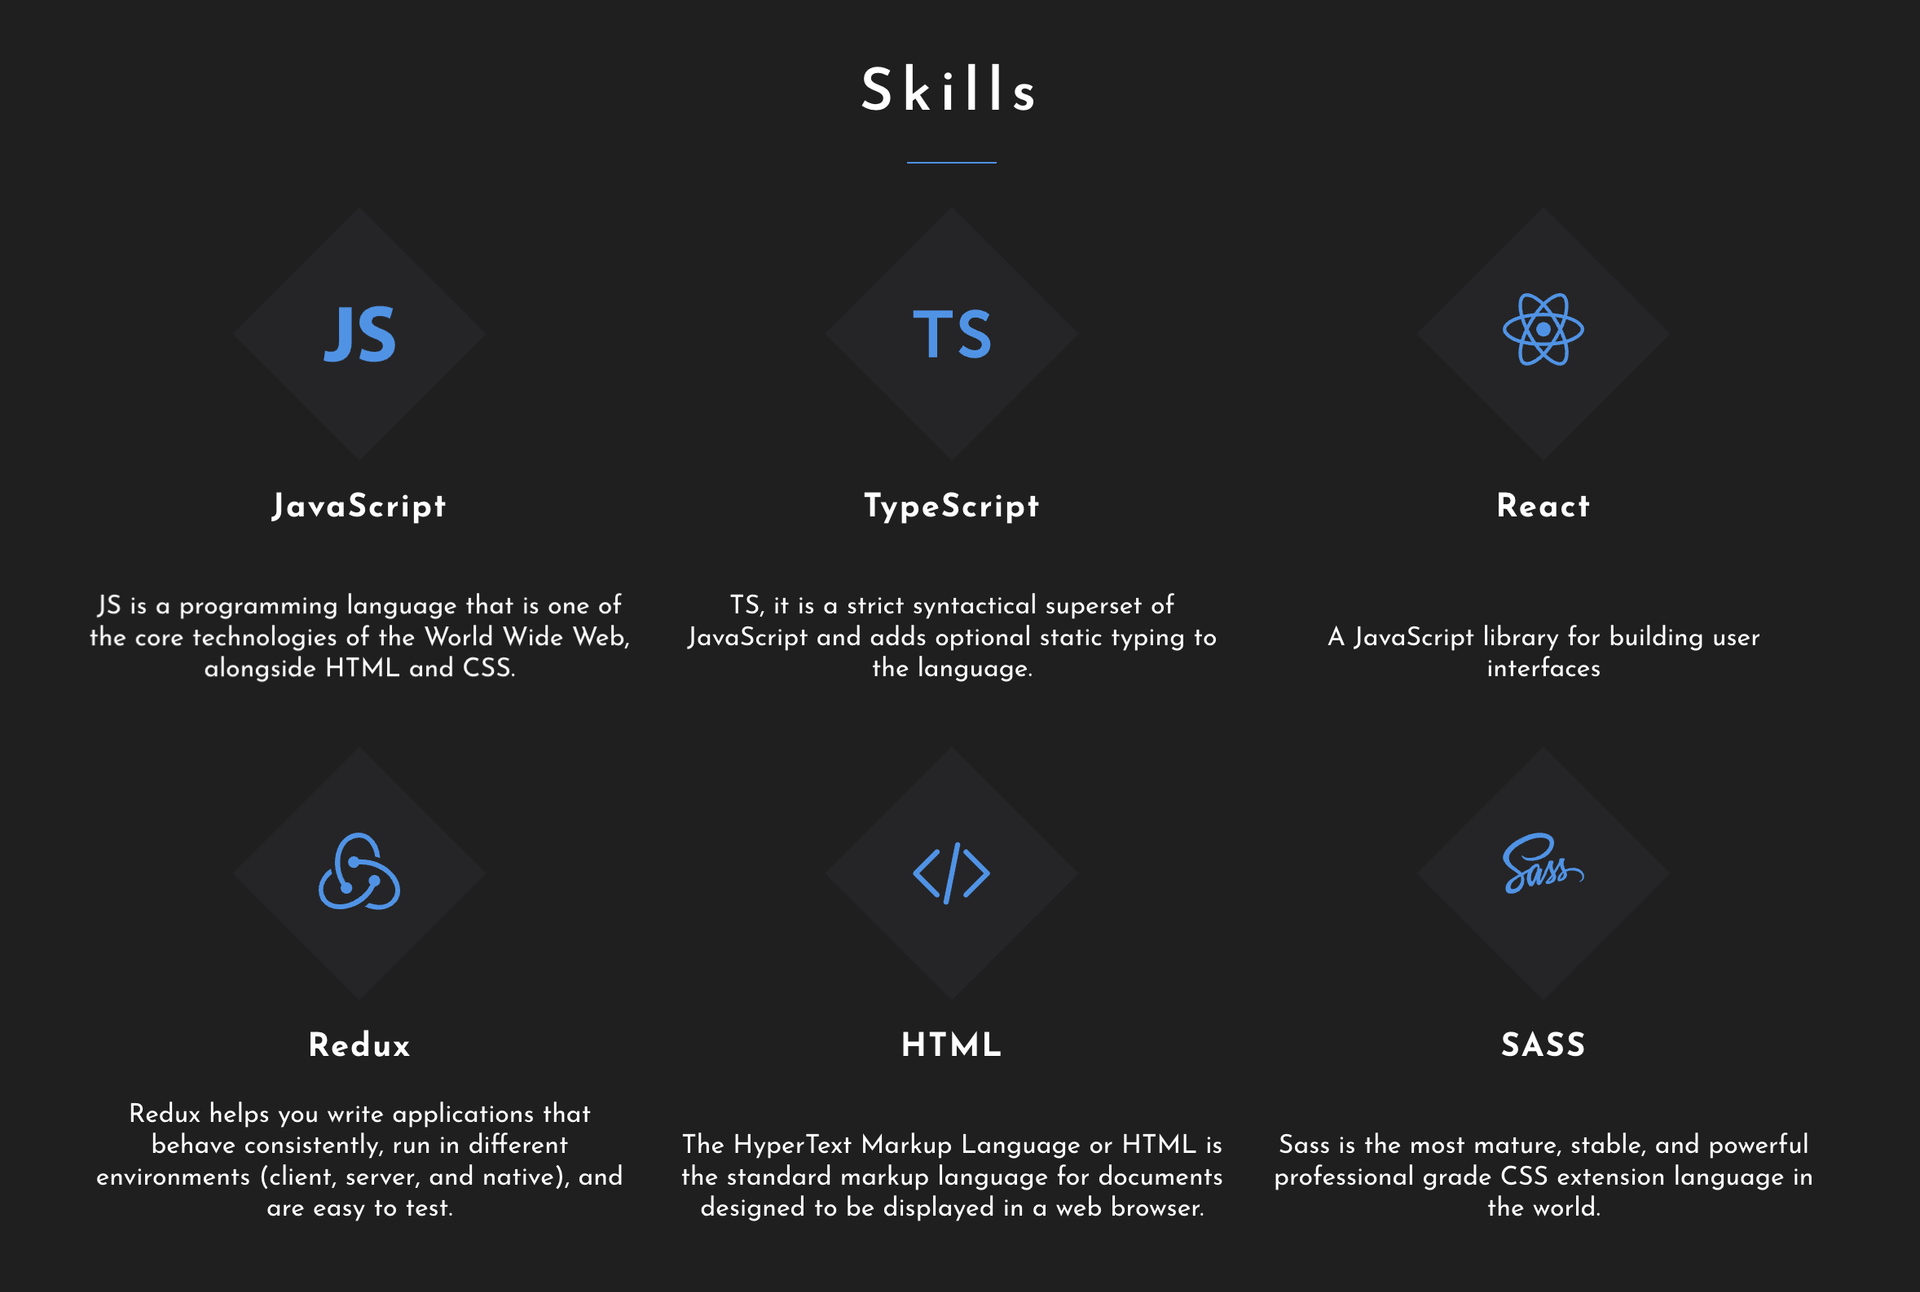 Skills
JS
TS
JavaScript
TypeScript
React
JS is a programming language that is one of
the core technologies of the World Wide Web,
alongside HTML and CSS.
TS, it is a strict syntactical superset of
JavaScript and adds optional static typing to
the language.
A JavaScript library for building user
interfaces
</>
Sass
Redux
HTML
SASS
Redux helps you write applications that
behave consistently, run in different
environments (client, server, and native), and
are easy to test.
The HyperText Markup Language or HTML is
the standard markup language for documents
designed to be displayed in a web browser.
Sass is the most mature, stable, and powerful
professional grade CSS extension language in
the world.